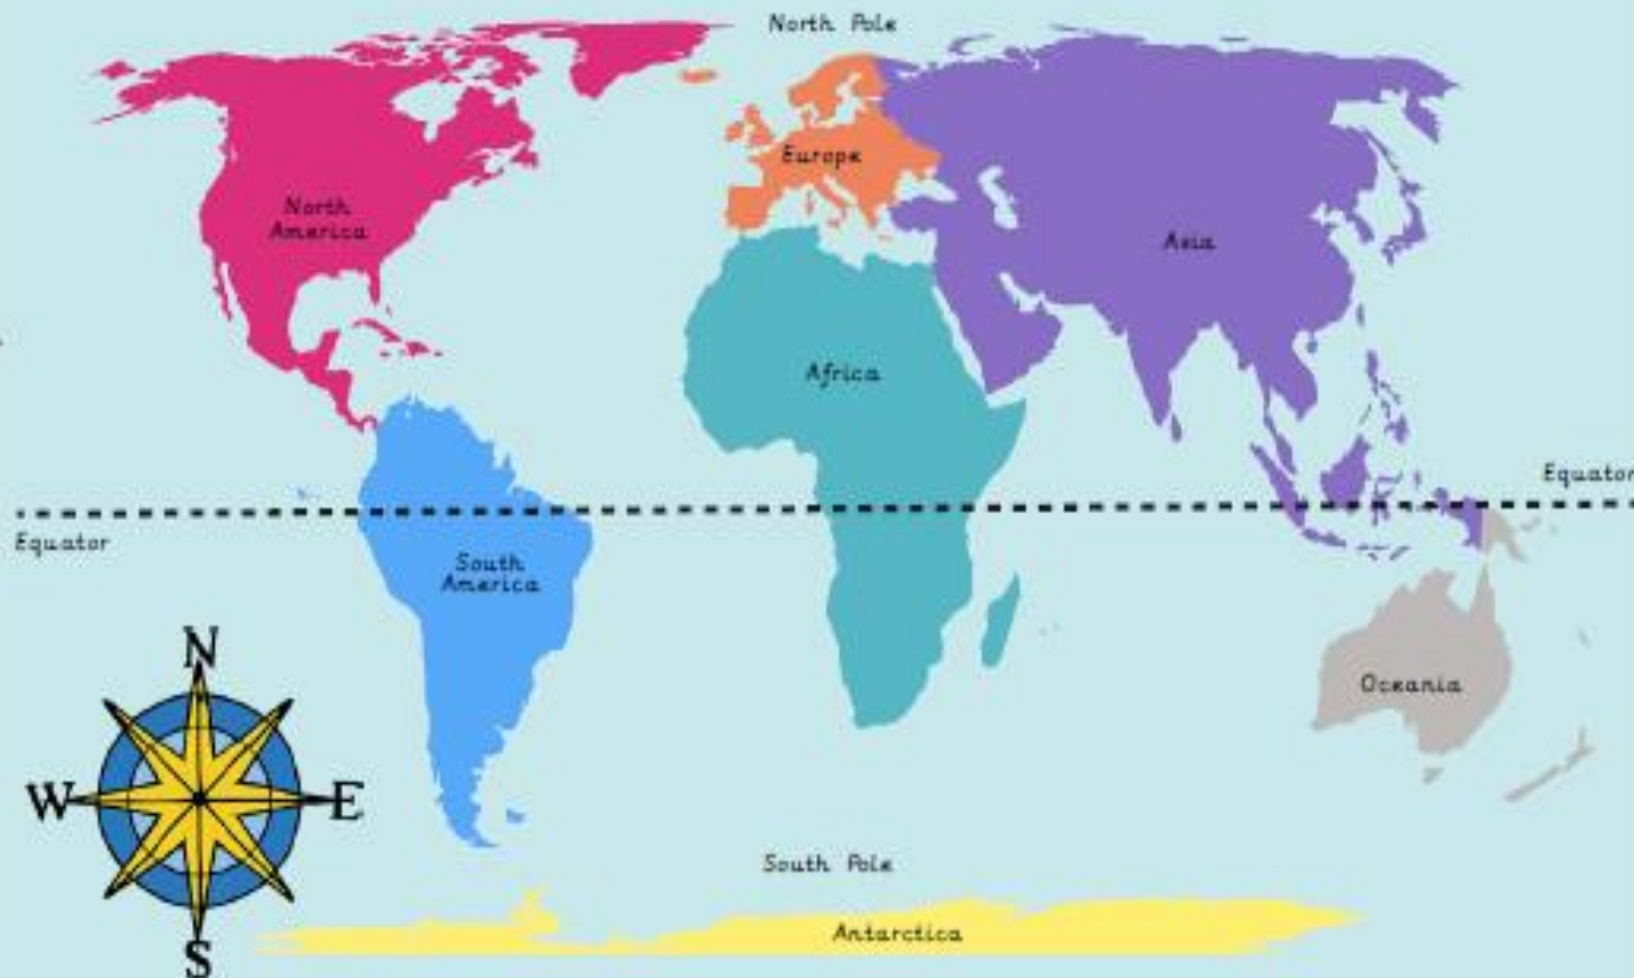 North Pole
Europe
North
America
Asia
Africa
Equator
Equator
South
America
N
Oceania
W
E
South Pole
Antarctica
S